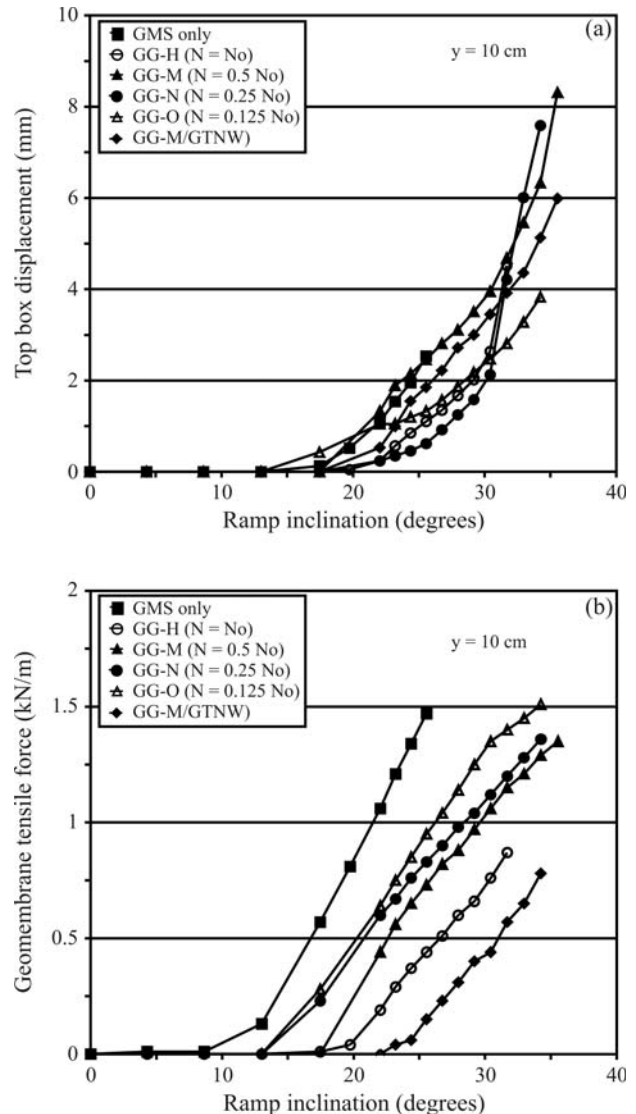 10
8
6
4
2
0
Top box displacement (mm)
GMS only
GG-H (N = No)
GG-M (N = 0.5 No)
GG-N (N = 0.25 No)
GG-O (N = 0.125 No)
GG-M/GTNW)
y = 10 cm
(a)
0 10 20 30 40
Ramp inclination (degrees)
2
1.5
1
0.5
0
Geomembrane tensile force (kN/m)
GMS only
GG-H (N = No)
GG-M (N = 0.5 No)
GG-N (N = 0.25 No)
GG-O (N = 0.125 No)
GG-M/GTNW)
y = 10 cm
(b)
0 10 20 30 40
Ramp inclination (degrees)